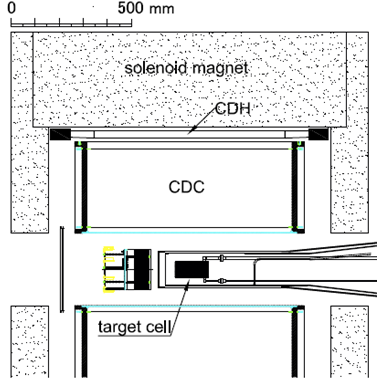 0 500 mm
solenoid magnet
CDH
CDC
target cell